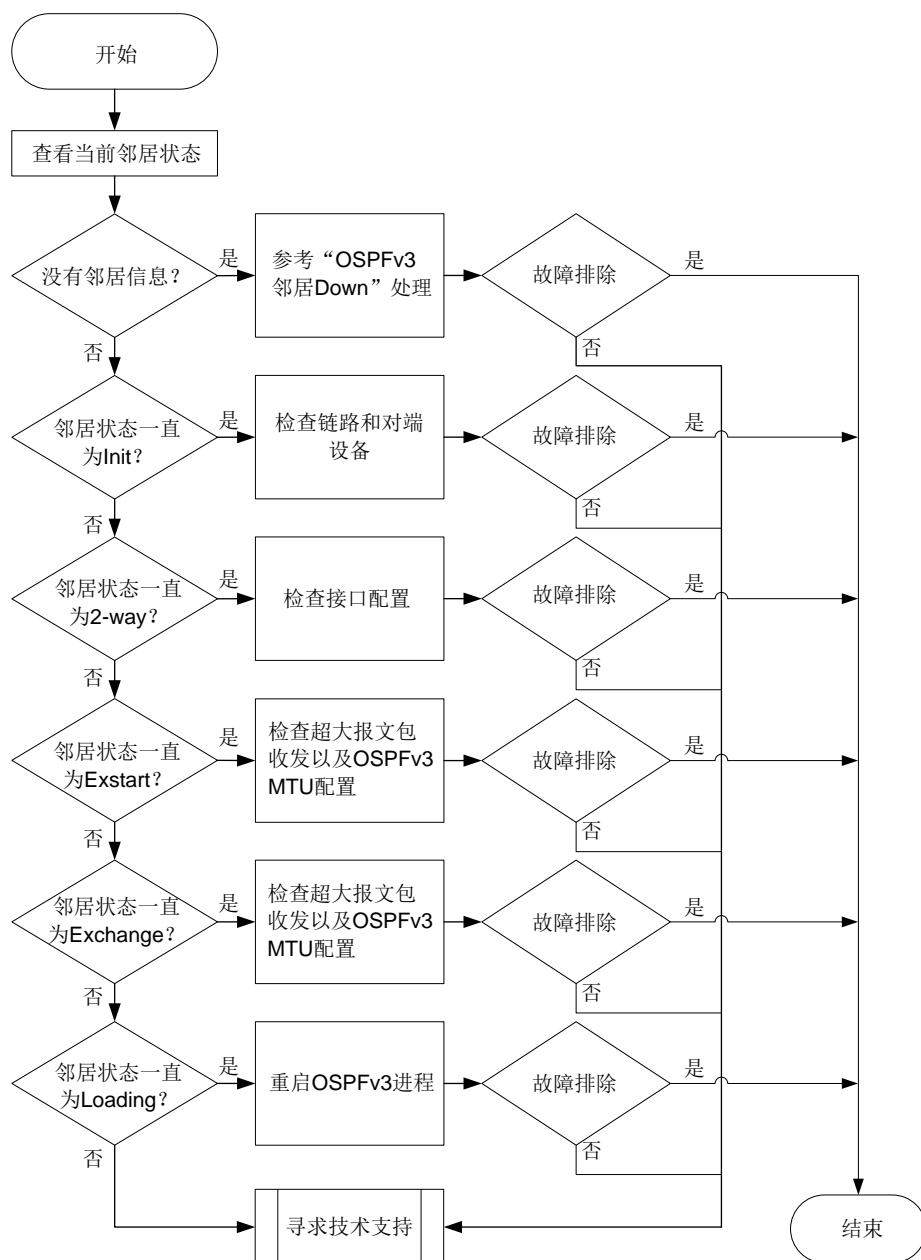 开始
查看当前邻居状态
没有邻居信息？
是
参考“OSPFv3
邻居Down”处理
故障排除
是
否
否
邻居状态一直
为Init？
是
检查链路和对端
设备
故障排除
是
否
否
邻居状态一直
为2-way？
是
检查接口配置
故障排除
是
否
否
邻居状态一直
为Exstart？
是
检查超大报文包
收发以及OSPFv3
MTU配置
故障排除
是
否
否
邻居状态一直
为Exchange？
是
检查超大报文包
收发以及OSPFv3
MTU配置
故障排除
是
否
否
邻居状态一直
为Loading？
是
重启OSPFv3进程
故障排除
是
否
否
寻求技术支持
结束